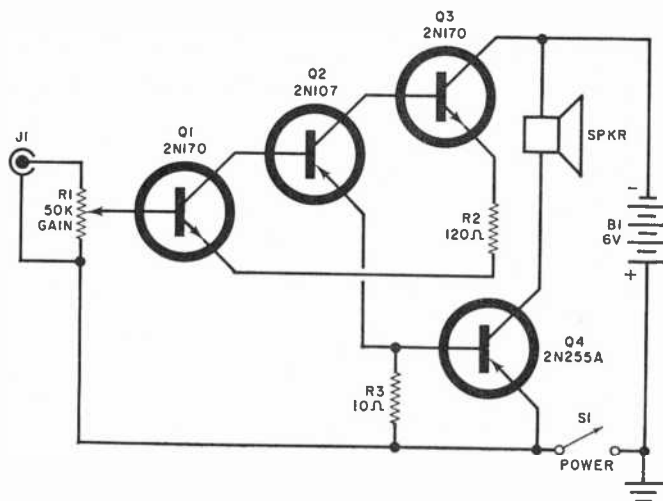 Q3
2N170
Q2
2N107
Q1
2N170
J1
R1
50K
GAIN
SPKR
R2
120Ω
-
B1
6V
+
Q4
2N255A
R3
10Ω
S1
POWER